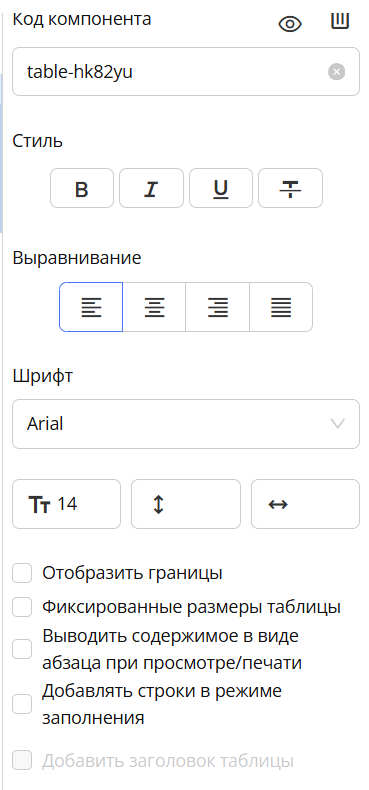 Код компонента
table-hk82yu
Стиль
B I U T
Выравнивание
Шрифт
Arial
Tт 14
Отобразить границы
Фиксированные размеры таблицы
Выводить содержимое в виде
абзаца при просмотре/печати
Добавлять строки в режиме
заполнения
Добавить заголовок таблицы